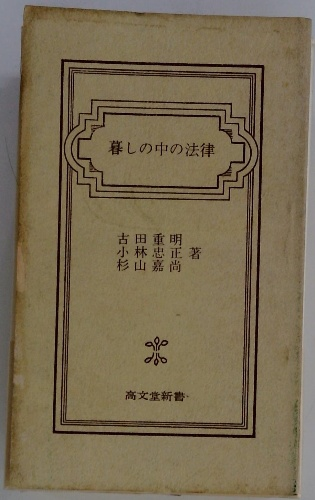 暮しの中の法律
古田重明
小林忠正 著
杉山嘉尚
高文堂新書